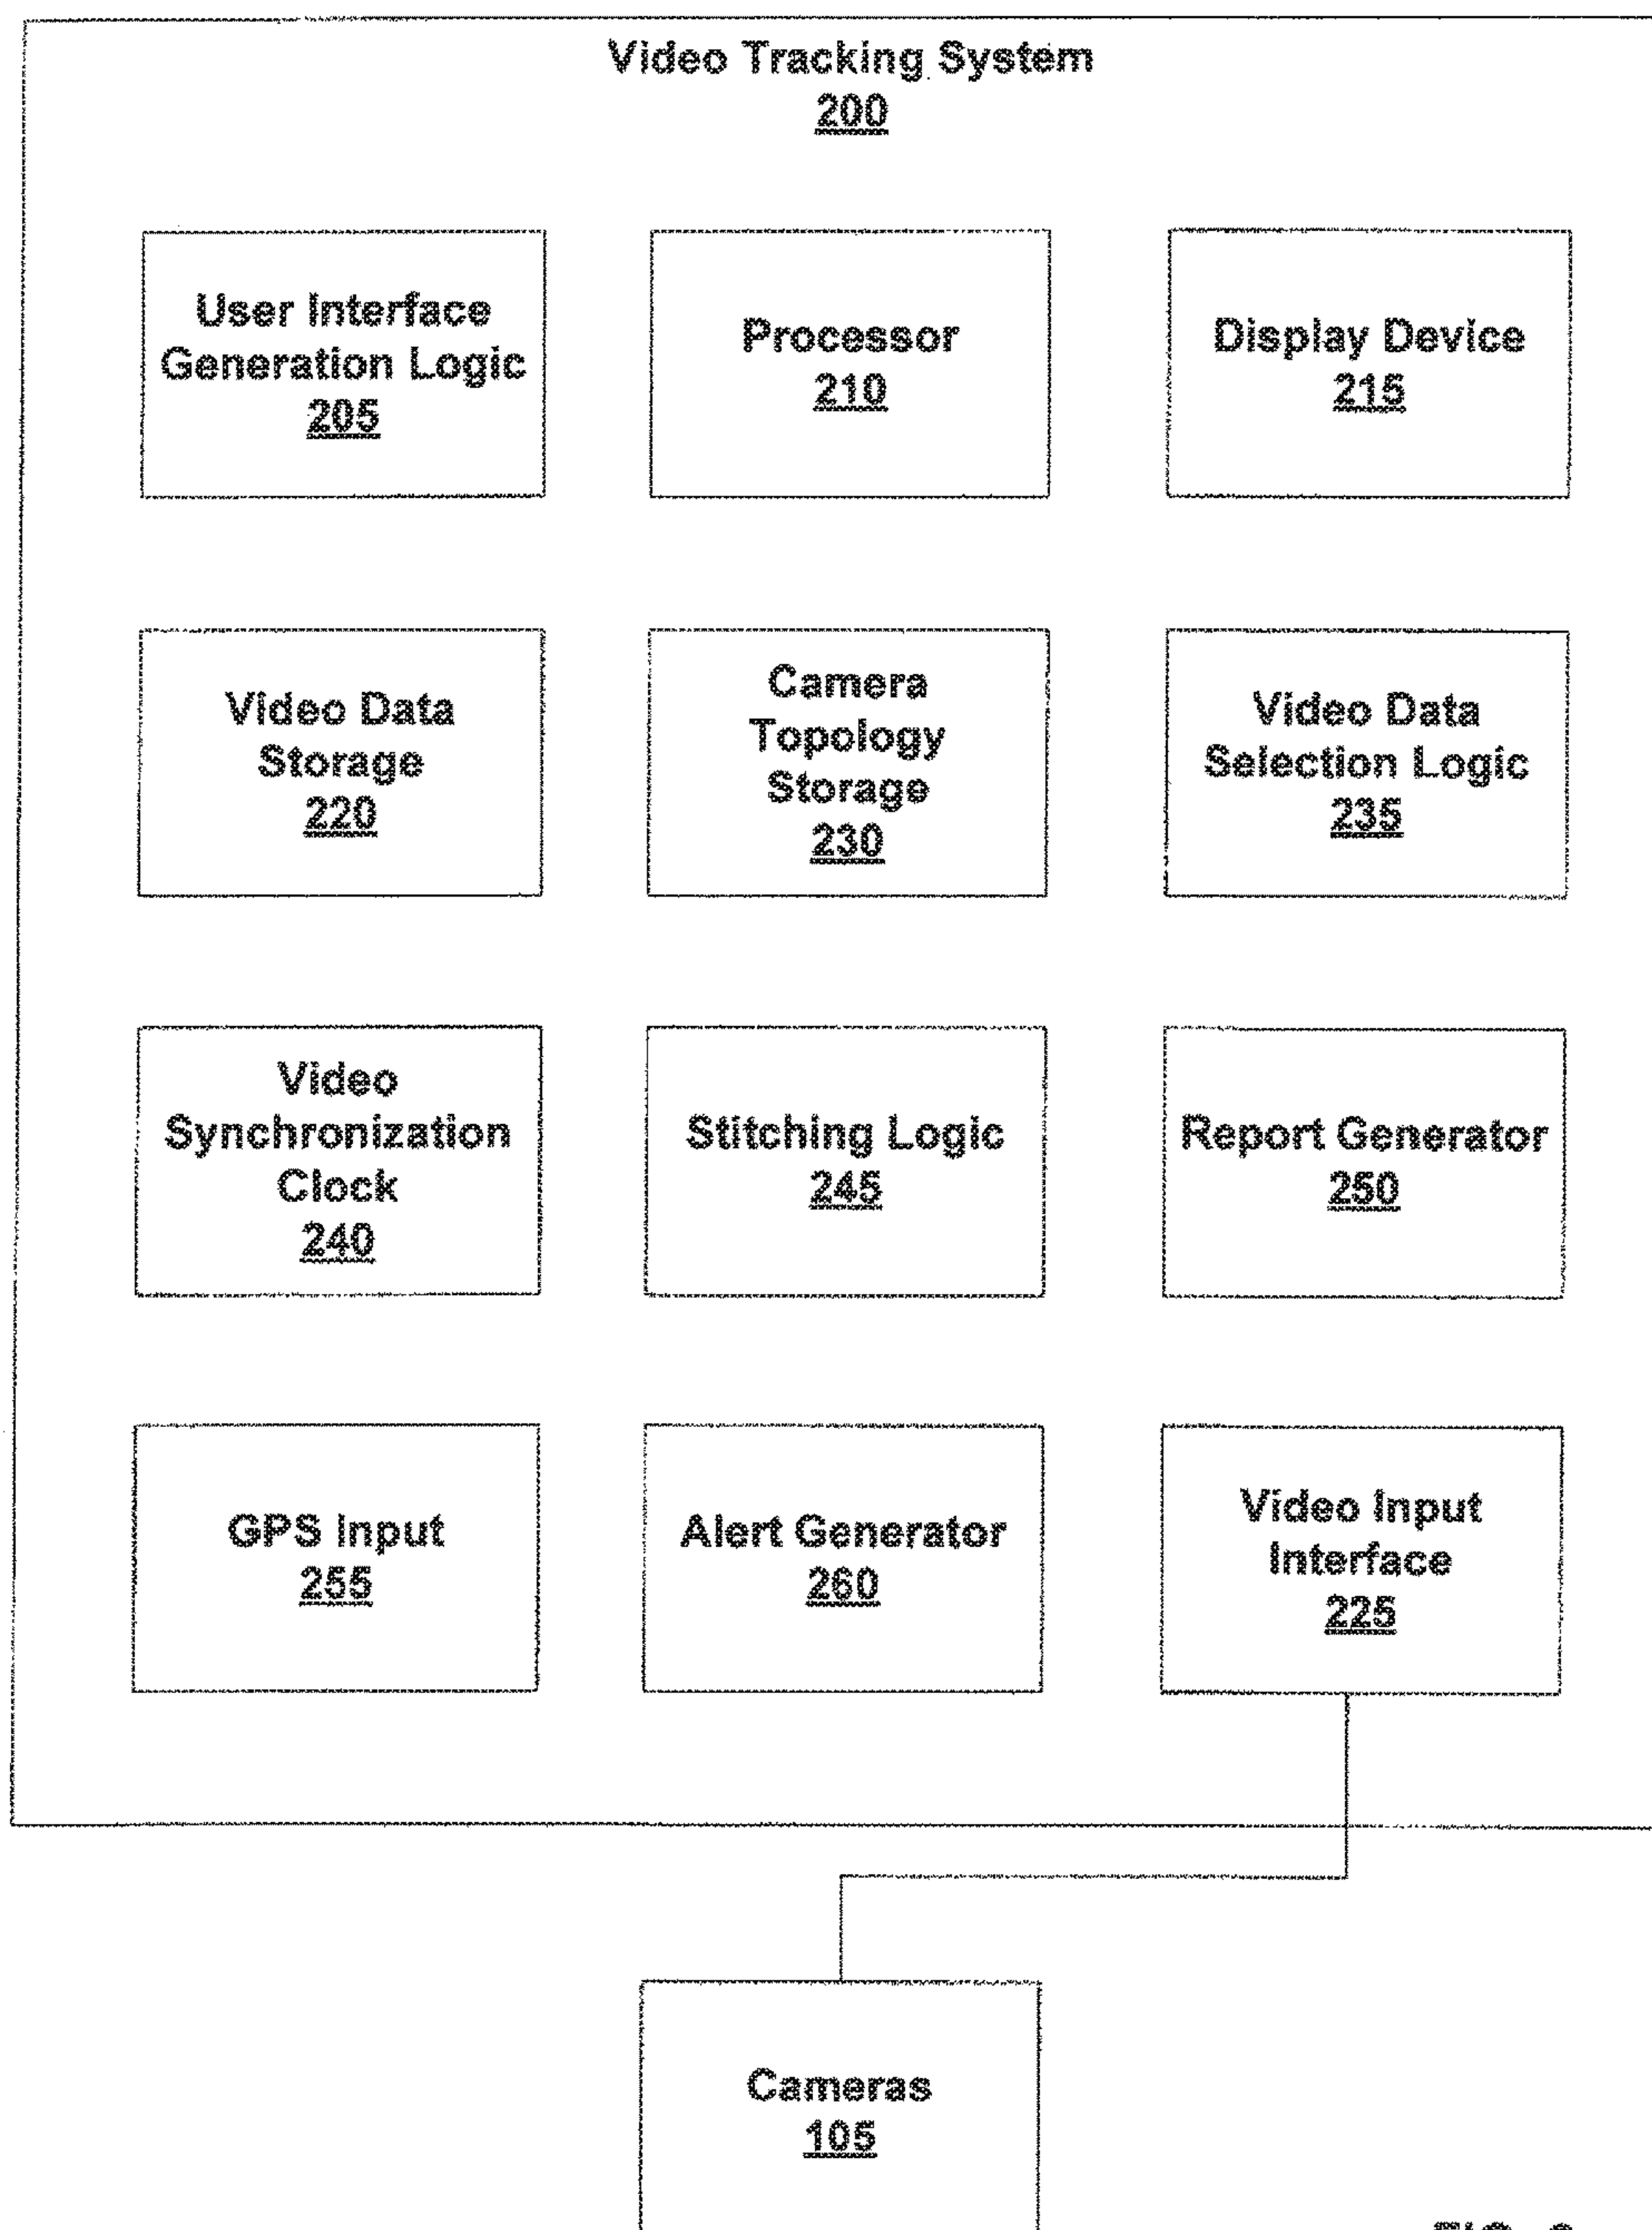 Video Tracking System
200
User Interface
Generation Logic
205
Processor
210
Display Device
215
Video Data
Storage
220
Camera
Topology
Storage
230
Video Data
Selection Logic
235
Video
Synchronization
Clock
240
Stitching Logic
245
Report Generator
250
GPS Input
255
Alert Generator
260
Video Input
Interface
225
Cameras
105